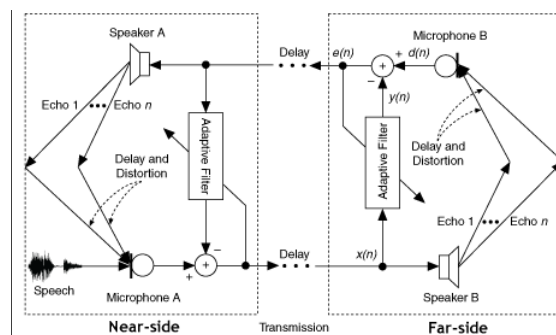 Speaker A
Delay
e(n)
+
d(n)
Microphone B
−
y(n)
Echo 1
Echo n
Adaptive Filter
Delay and
Distortion
Adaptive Filter
Delay and
Distortion
Echo 1
Echo n
−
+
+
Delay
x(n)
Speech
Microphone A
Speaker B
Near-side
Transmission
Far-side